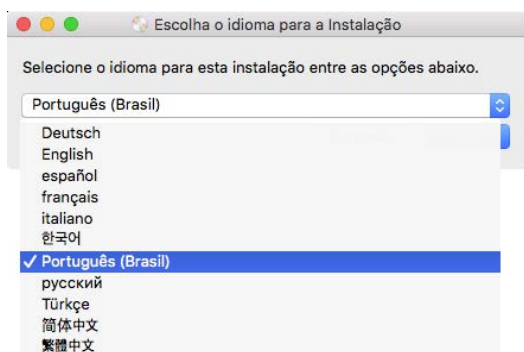 Escolha o idioma para a Instalação
Selecione o idioma para esta instalação entre as opções abaixo.
Português (Brasil)
Deutsch
English
español
français
italiano
한국어
✓ Português (Brasil)
русский
Türkçe
简体中文
繁體中文